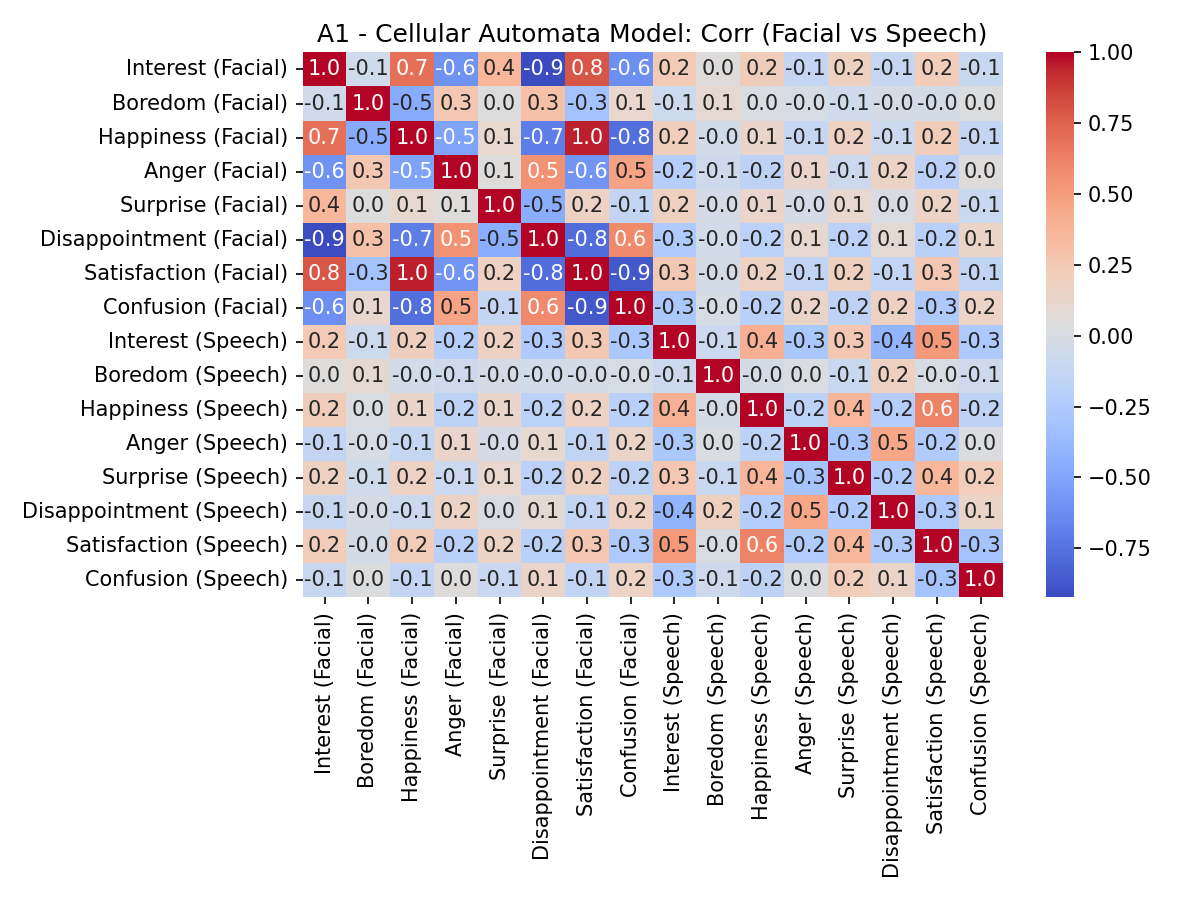 A1 - Cellular Automata Model: Corr (Facial vs Speech)
Interest (Facial) 1.0 -0.1 0.7 -0.6 0.4 -0.9 0.8 -0.6 0.2 0.0 0.2 -0.1 0.2 -0.1 0.2 -0.1
Boredom (Facial) -0.1 1.0 -0.5 0.3 0.0 0.3 -0.3 0.1 -0.1 0.1 0.0 -0.0 -0.1 -0.0 -0.0 0.0
Happiness (Facial) 0.7 -0.5 1.0 -0.5 0.1 -0.7 1.0 -0.8 0.2 -0.0 0.1 -0.1 0.2 -0.1 0.2 -0.1
Anger (Facial) -0.6 0.3 -0.5 1.0 0.1 0.5 -0.6 0.5 -0.2 -0.1 -0.2 0.1 -0.1 0.2 -0.2 0.0
Surprise (Facial) 0.4 0.0 0.1 0.1 1.0 -0.5 0.2 -0.1 0.2 -0.0 0.1 -0.0 0.1 0.0 0.2 -0.1
Disappointment (Facial) -0.9 0.3 -0.7 0.5 -0.5 1.0 -0.8 0.6 -0.3 -0.0 -0.2 0.1 -0.2 0.1 -0.2 0.1
Satisfaction (Facial) 0.8 -0.3 1.0 -0.6 0.2 -0.8 1.0 -0.9 0.3 -0.0 0.2 -0.1 0.2 -0.1 0.3 -0.1
Confusion (Facial) -0.6 0.1 -0.8 0.5 -0.1 0.6 -0.9 1.0 -0.3 -0.0 -0.2 0.2 -0.2 0.2 -0.3 0.2
Interest (Speech) 0.2 -0.1 0.2 -0.2 0.2 -0.3 0.3 -0.3 1.0 -0.1 0.4 -0.3 0.3 -0.4 0.5 -0.3
Boredom (Speech) 0.0 0.1 -0.0 -0.1 -0.0 -0.0 -0.0 -0.0 -0.1 1.0 -0.0 0.0 -0.1 0.2 -0.0 -0.1
Happiness (Speech) 0.2 0.0 0.1 -0.2 0.1 -0.2 0.2 -0.2 0.4 -0.0 1.0 -0.2 0.4 -0.2 0.6 -0.2
Anger (Speech) -0.1 -0.0 -0.1 0.1 -0.0 0.1 -0.1 0.2 -0.3 0.0 -0.2 1.0 -0.3 0.5 -0.2 0.0
Surprise (Speech) 0.2 -0.1 0.2 -0.1 0.1 -0.2 0.2 -0.2 0.3 -0.1 0.4 -0.3 1.0 -0.2 0.4 0.2
Disappointment (Speech) -0.1 -0.0 -0.1 0.2 0.0 0.1 -0.1 0.2 -0.4 0.2 -0.2 0.5 -0.2 1.0 -0.3 0.1
Satisfaction (Speech) 0.2 -0.0 0.2 -0.2 0.2 -0.2 0.3 -0.3 0.5 -0.0 0.6 -0.2 0.4 -0.3 1.0 -0.3
Confusion (Speech) -0.1 0.0 -0.1 0.0 -0.1 0.1 -0.1 0.2 -0.3 -0.1 -0.2 0.0 0.2 0.1 -0.3 1.0
Interest (Facial)
Boredom (Facial)
Happiness (Facial)
Anger (Facial)
Surprise (Facial)
Disappointment (Facial)
Satisfaction (Facial)
Confusion (Facial)
Interest (Speech)
Boredom (Speech)
Happiness (Speech)
Anger (Speech)
Surprise (Speech)
Disappointment (Speech)
Satisfaction (Speech)
Confusion (Speech)
1.00
0.75
0.50
0.25
0.00
−0.25
−0.50
−0.75